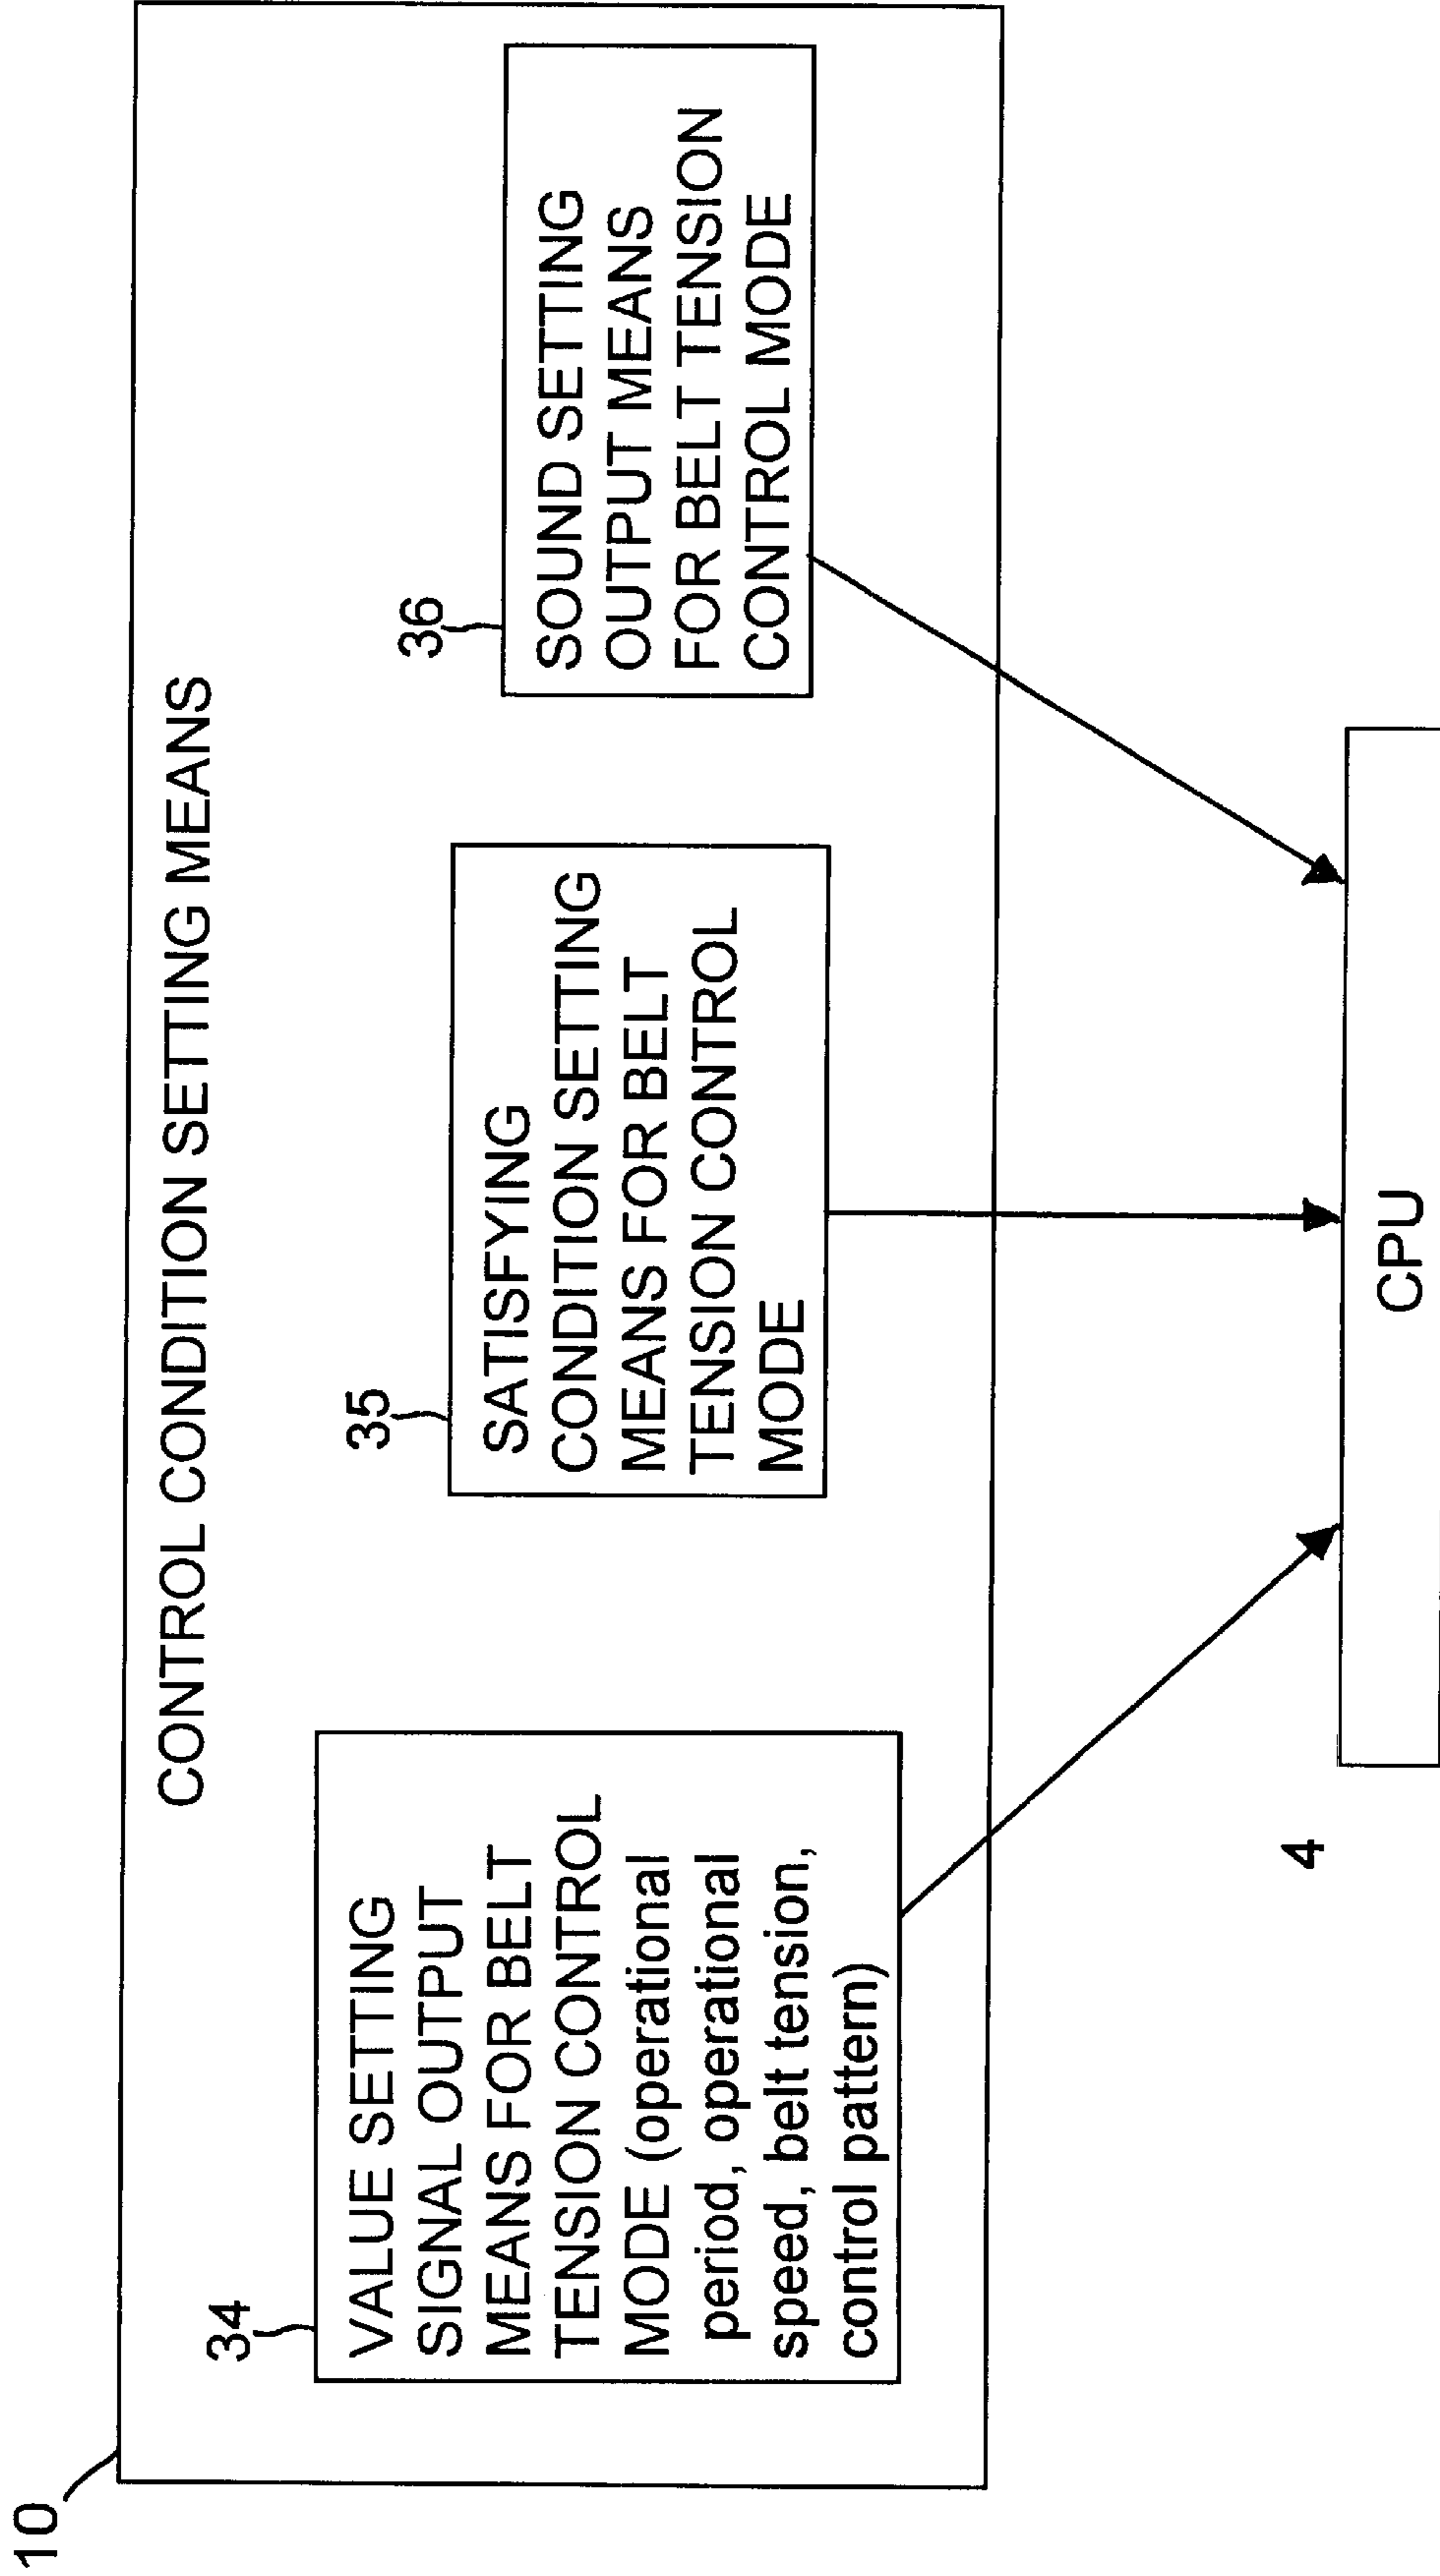 10
CONTROL CONDITION SETTING MEANS
34
VALUE SETTING
SIGNAL OUTPUT
MEANS FOR BELT
TENSION CONTROL
MODE (operational
period, operational
speed, belt tension,
control pattern)
35
SATISFYING
CONDITION SETTING
MEANS FOR BELT
TENSION CONTROL
MODE
36
SOUND SETTING
OUTPUT MEANS
FOR BELT TENSION
CONTROL MODE
4
CPU